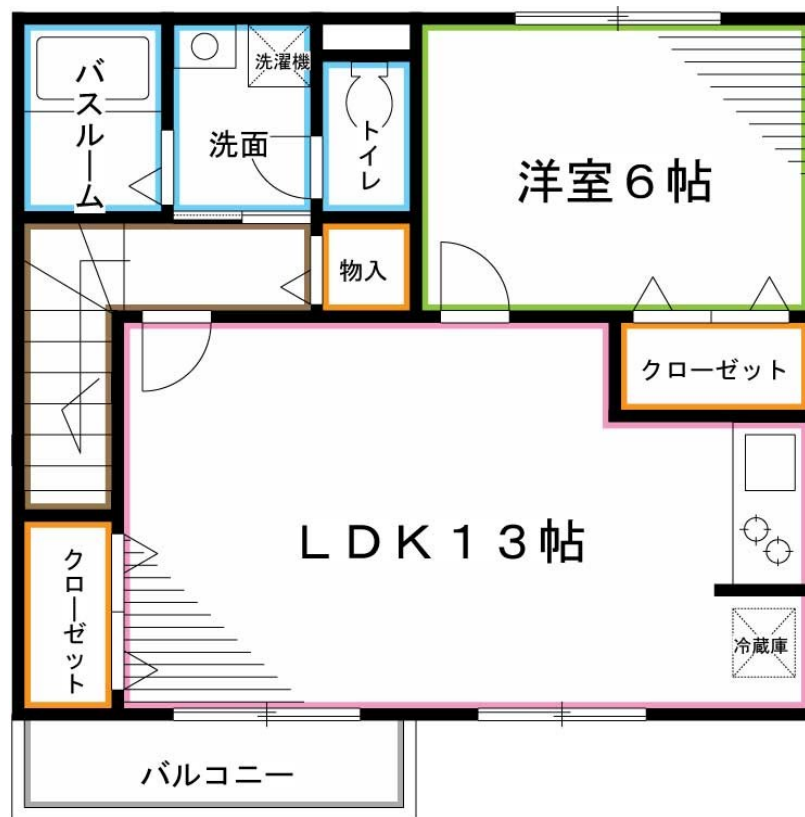 バスルーム
洗濯機
洗面
トイレ
洋室６帖
物入
クローゼット
ＬＤＫ１３帖
クローゼット
冷蔵庫
バルコニー